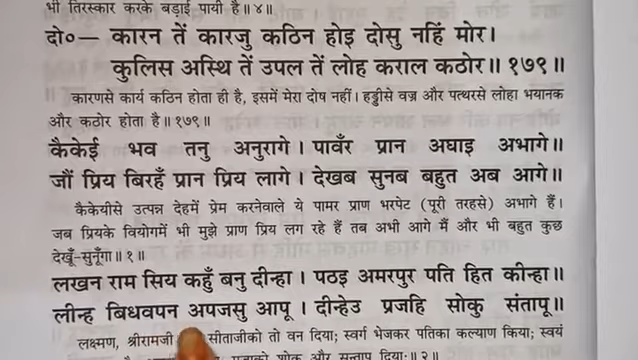 भी तिरस्कार करके बड़ाई पायी है॥४॥
दो०— कारन तें कारजु कठिन होइ दोसु नहिं मोर।
कुलिस अस्थि तें उपल तें लोह कराल कठोर॥ १७९॥
कारणसे कार्य कठिन होता ही है, इसमें मेरा दोष नहीं। हड्डीसे वज्र और पत्थरसे लोहा भयानक
और कठोर होता है॥ १७९॥
कैकेई भव तनु अनुरागे। पावँर प्रान अघाइ अभागे॥
जौं प्रिय बिरहँ प्रान प्रिय लागे। देखब सुनब बहुत अब आगे॥
कैकेयीसे उत्पन्न देहमें प्रेम करनेवाले ये पामर प्राण भरपेट (पूरी तरहसे) अभागे हैं।
जब प्रियके वियोगमें भी मुझे प्राण प्रिय लग रहे हैं तब अभी आगे मैं और भी बहुत कुछ
देखूँ-सुनूँगा॥ १॥
लखन राम सिय कहुँ बनु दीन्हा। पठइ अमरपुर पति हित कीन्हा॥
लीन्ह बिधवपन अपजसु आपू। दीन्हेउ प्रजहि सोकु संतापू॥
लक्ष्मण, श्रीरामजी सीताजीको तो वन दिया; स्वर्ग भेजकर पतिका कल्याण किया; स्वयं
शोक और सन्ताप दिया;॥२॥